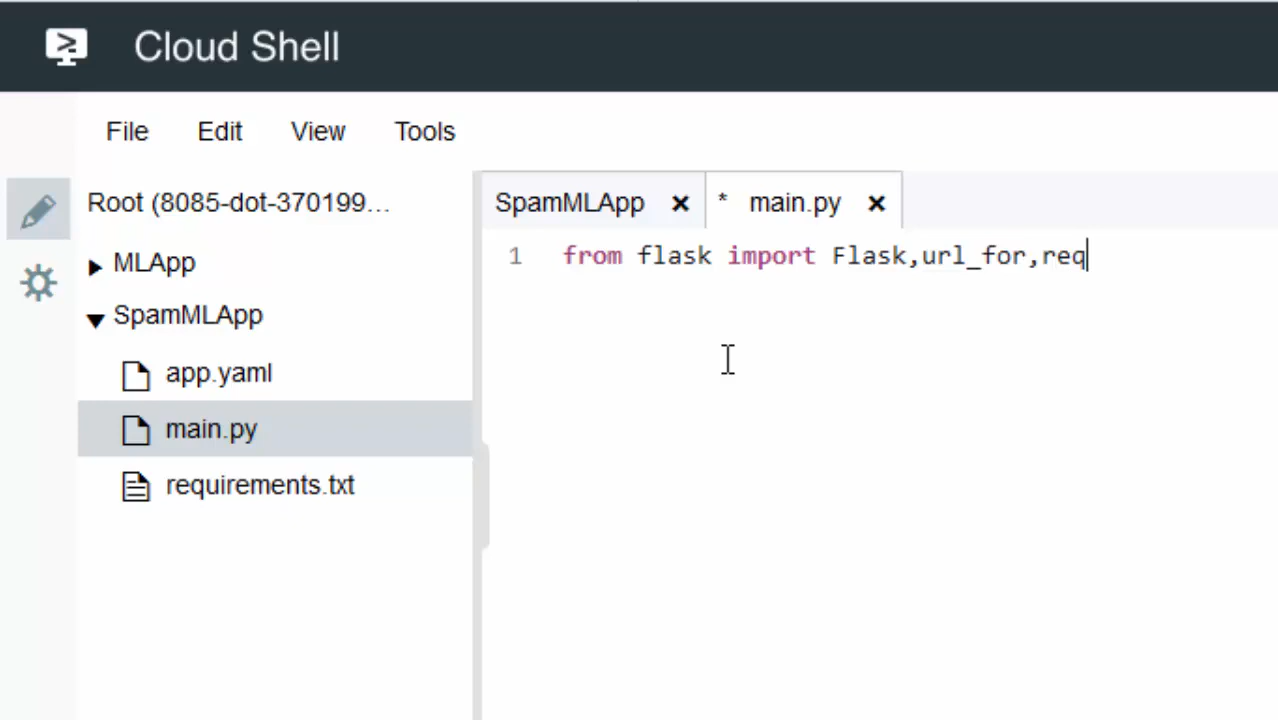 Cloud Shell
File Edit View Tools
Root (8085-dot-370199...
MLApp
SpamMLApp
app.yaml
main.py
requirements.txt
SpamMLApp × * main.py ×
1 from flask import Flask,url_for,req